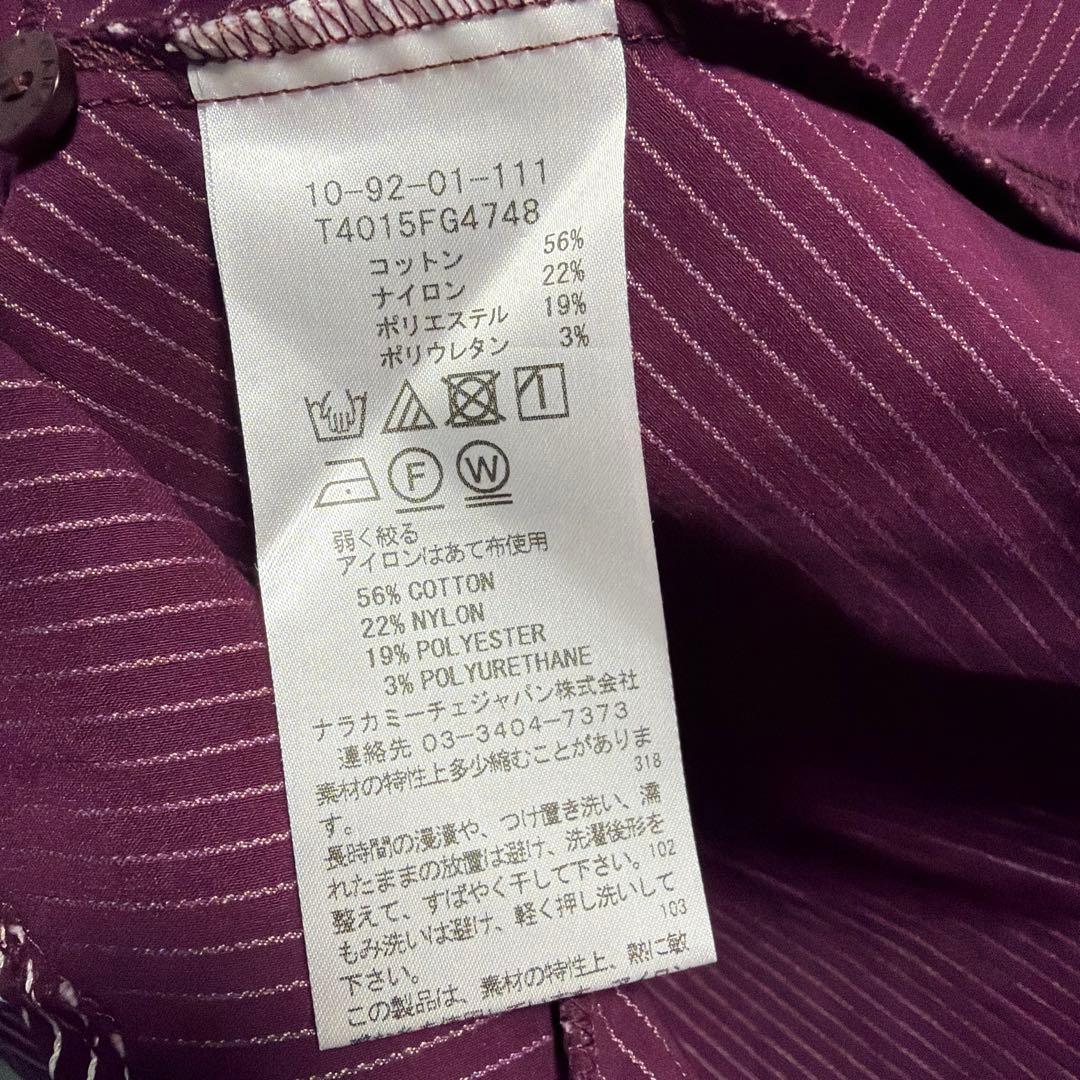 10-92-01-111
T4015FG4748
コットン 56%
ナイロン 22%
ポリエステル 19%
ポリウレタン 3%
F W
弱く絞る
アイロンはあて布使用
56% COTTON
22% NYLON
19% POLYESTER
3% POLYURETHANE
ナラカミーチェジャパン株式会社
連絡先 03-3404-7373
素材の特性上多少縮むことがありま
す。 318
長時間の浸漬や、つけ置き洗い、濡
れたままの放置は避け、洗濯後形を
整えて、すばやく干して下さい。102
もみ洗いは避け、軽く押し洗いして
下さい。 103
この製品は、素材の特性上、熱に敏